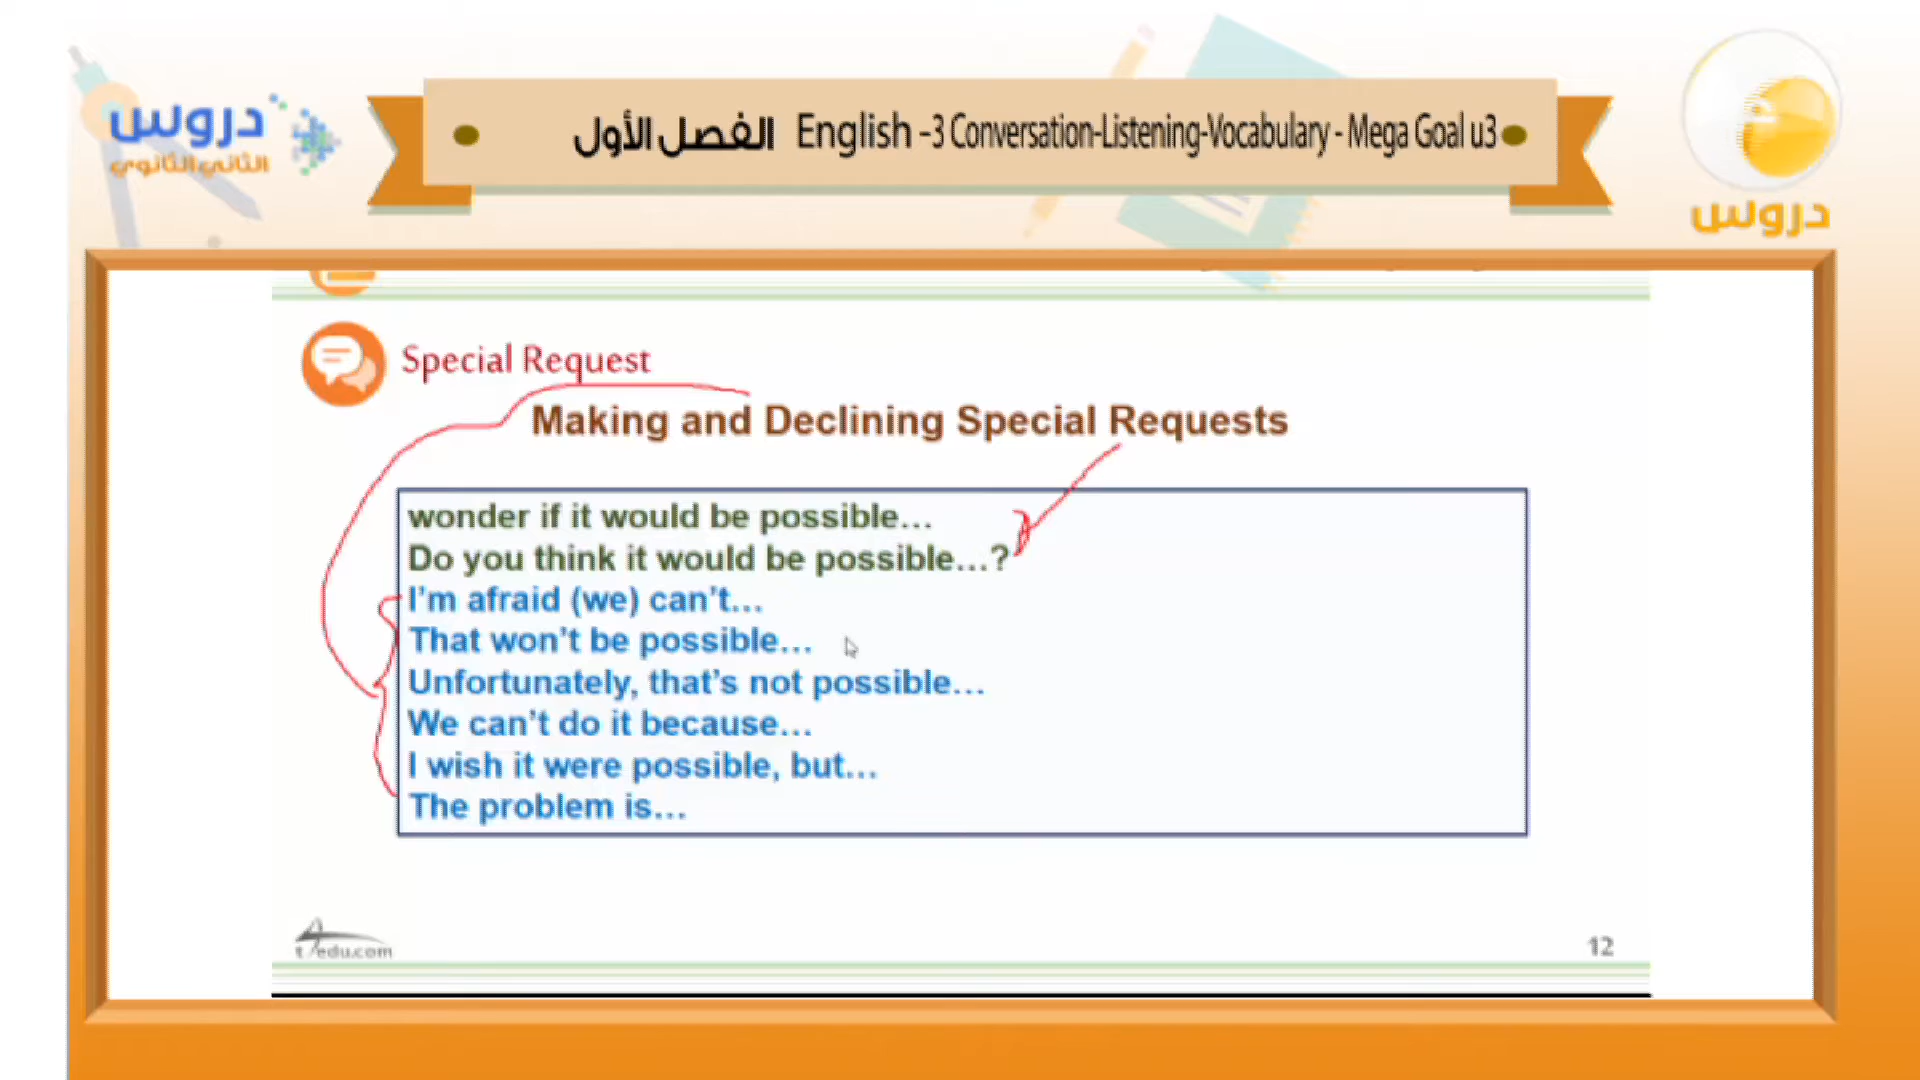 دروس
الثاني الثانوي
الفصل الأول English -3 Conversation-Listening-Vocabulary - Mega Goal u3
دروس
Special Request
Making and Declining Special Requests
wonder if it would be possible…
Do you think it would be possible…?
I'm afraid (we) can't…
That won't be possible…
Unfortunately, that's not possible…
We can't do it because…
I wish it were possible, but…
The problem is…
t4edu.com
12